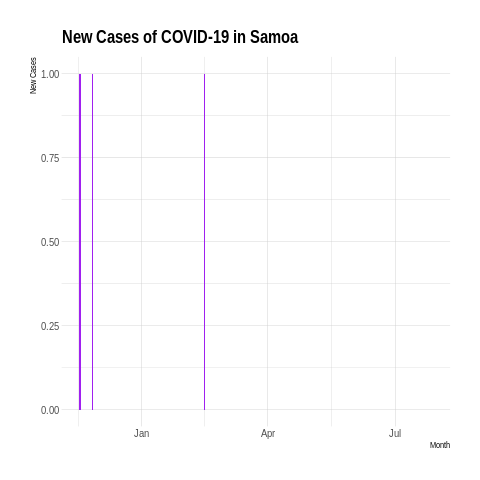 New Cases of COVID-19 in Samoa
New Cases
1.00
0.75
0.50
0.25
0.00
Jan
Apr
Jul
Month